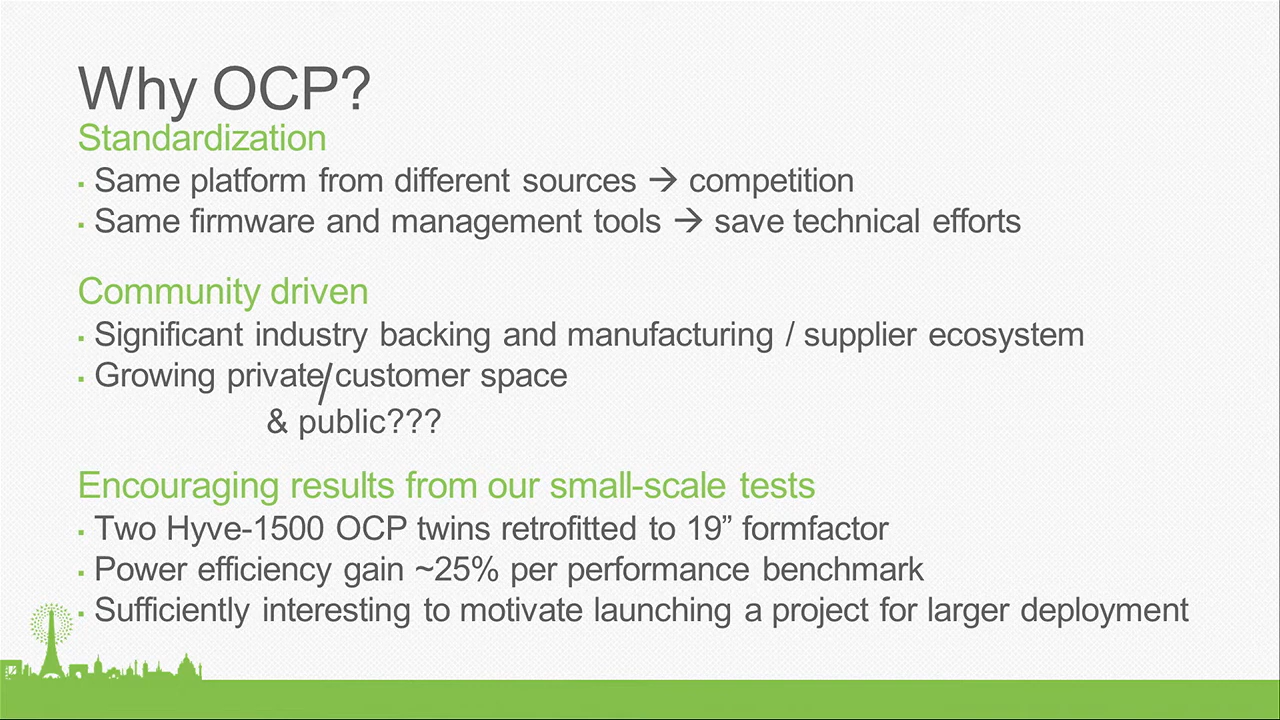 Why OCP?
Standardization
▪ Same platform from different sources → competition
▪ Same firmware and management tools → save technical efforts
Community driven
▪ Significant industry backing and manufacturing / supplier ecosystem
▪ Growing private/customer space
& public???
Encouraging results from our small-scale tests
▪ Two Hyve-1500 OCP twins retrofitted to 19” formfactor
▪ Power efficiency gain ~25% per performance benchmark
▪ Sufficiently interesting to motivate launching a project for larger deployment